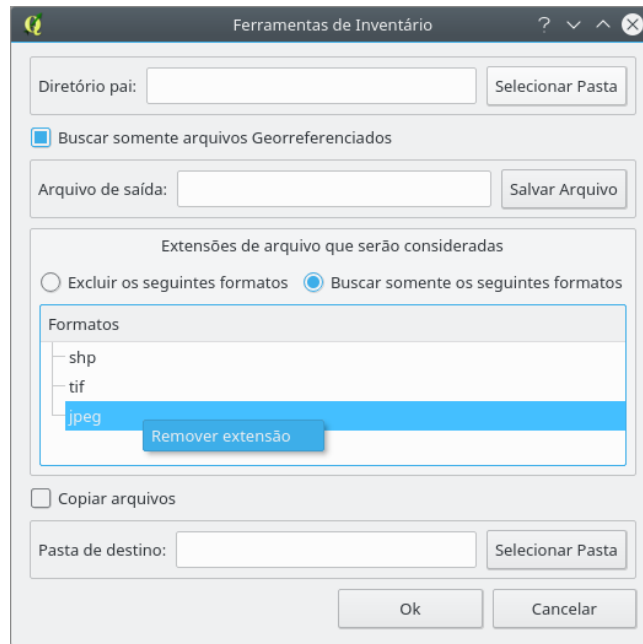 Ferramentas de Inventário
Diretório pai:
Selecionar Pasta
Buscar somente arquivos Georreferenciados
Arquivo de saída:
Salvar Arquivo
Extensões de arquivo que serão consideradas
Excluir os seguintes formatos
Buscar somente os seguintes formatos
Formatos
shp
tif
jpeg
Remover extensão
Copiar arquivos
Pasta de destino:
Selecionar Pasta
Ok
Cancelar